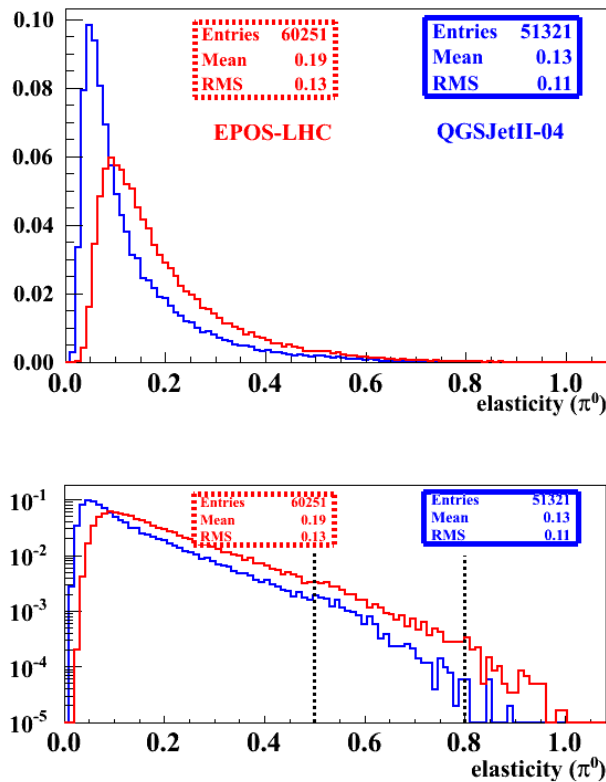 0.10
0.08
0.06
0.04
0.02
0.00
Entries 60251
Mean 0.19
RMS 0.13
EPOS-LHC
Entries 51321
Mean 0.13
RMS 0.11
QGSJetII-04
0.0 0.2 0.4 0.6 0.8 1.0
elasticity (π⁰)
10⁻¹
10⁻²
10⁻³
10⁻⁴
10⁻⁵
Entries 60251
Mean 0.19
RMS 0.13
Entries 51321
Mean 0.13
RMS 0.11
0.0 0.2 0.4 0.6 0.8 1.0
elasticity (π⁰)